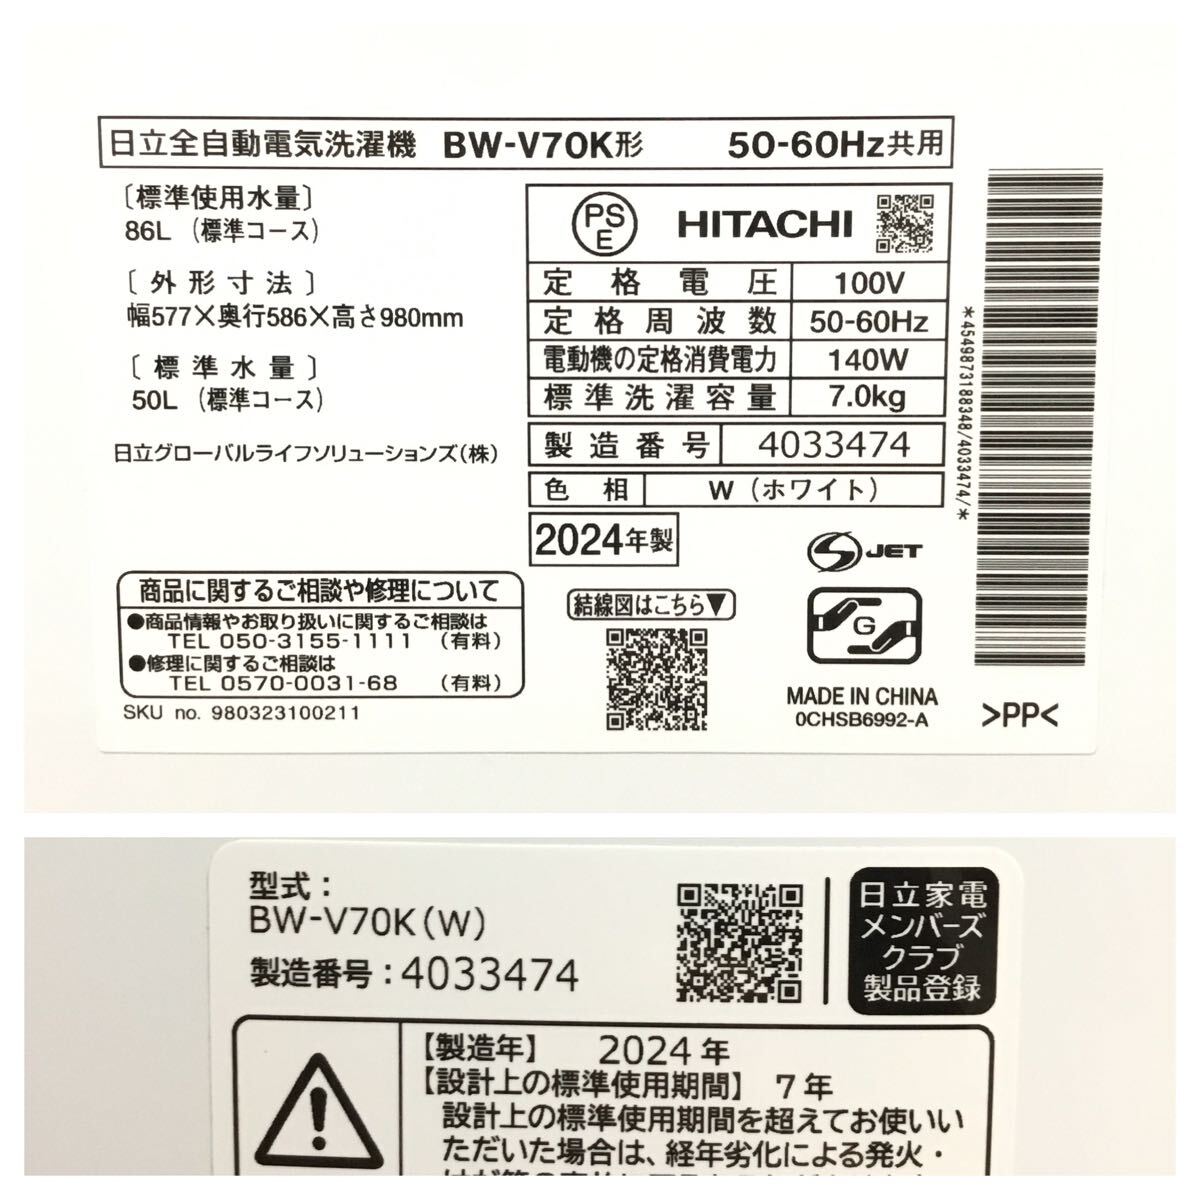 日立全自動電気洗濯機 BW-V70K形 50-60Hz共用
〔標準使用水量〕
86L (標準コース)
〔外形寸法〕
幅577×奥行586×高さ980mm
〔標準水量〕
50L (標準コース)
日立グローバルライフソリューションズ(株)
PSE HITACHI
定格電圧 100V
定格周波数 50-60Hz
電動機の定格消費電力 140W
標準洗濯容量 7.0kg
製造番号 4033474
色相 W (ホワイト)
2024年製
*4549873188348/4033474/*
商品に関するご相談や修理について
●商品情報やお取り扱いに関するご相談は
TEL 050-3155-1111 (有料)
●修理に関するご相談は
TEL 0570-0031-68 (有料)
SKU no. 980323100211
結線図はこちら▼
S JET
G
MADE IN CHINA
0CHSB6992-A
>PP<
型式：
BW-V70K(W)
製造番号：4033474
日立家電
メンバーズ
クラブ
製品登録
【製造年】 2024年
【設計上の標準使用期間】 7年
設計上の標準使用期間を超えてお使いい
ただいた場合は、経年劣化による発火・